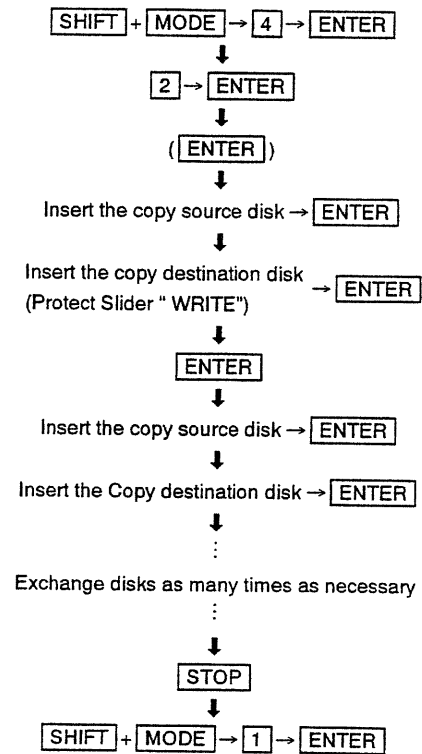 SHIFT + MODE → 4 → ENTER
2 → ENTER
( ENTER )
Insert the copy source disk → ENTER
Insert the copy destination disk → ENTER
(Protect Slider " WRITE")
ENTER
Insert the copy source disk → ENTER
Insert the Copy destination disk → ENTER
Exchange disks as many times as necessary
STOP
SHIFT + MODE → 1 → ENTER